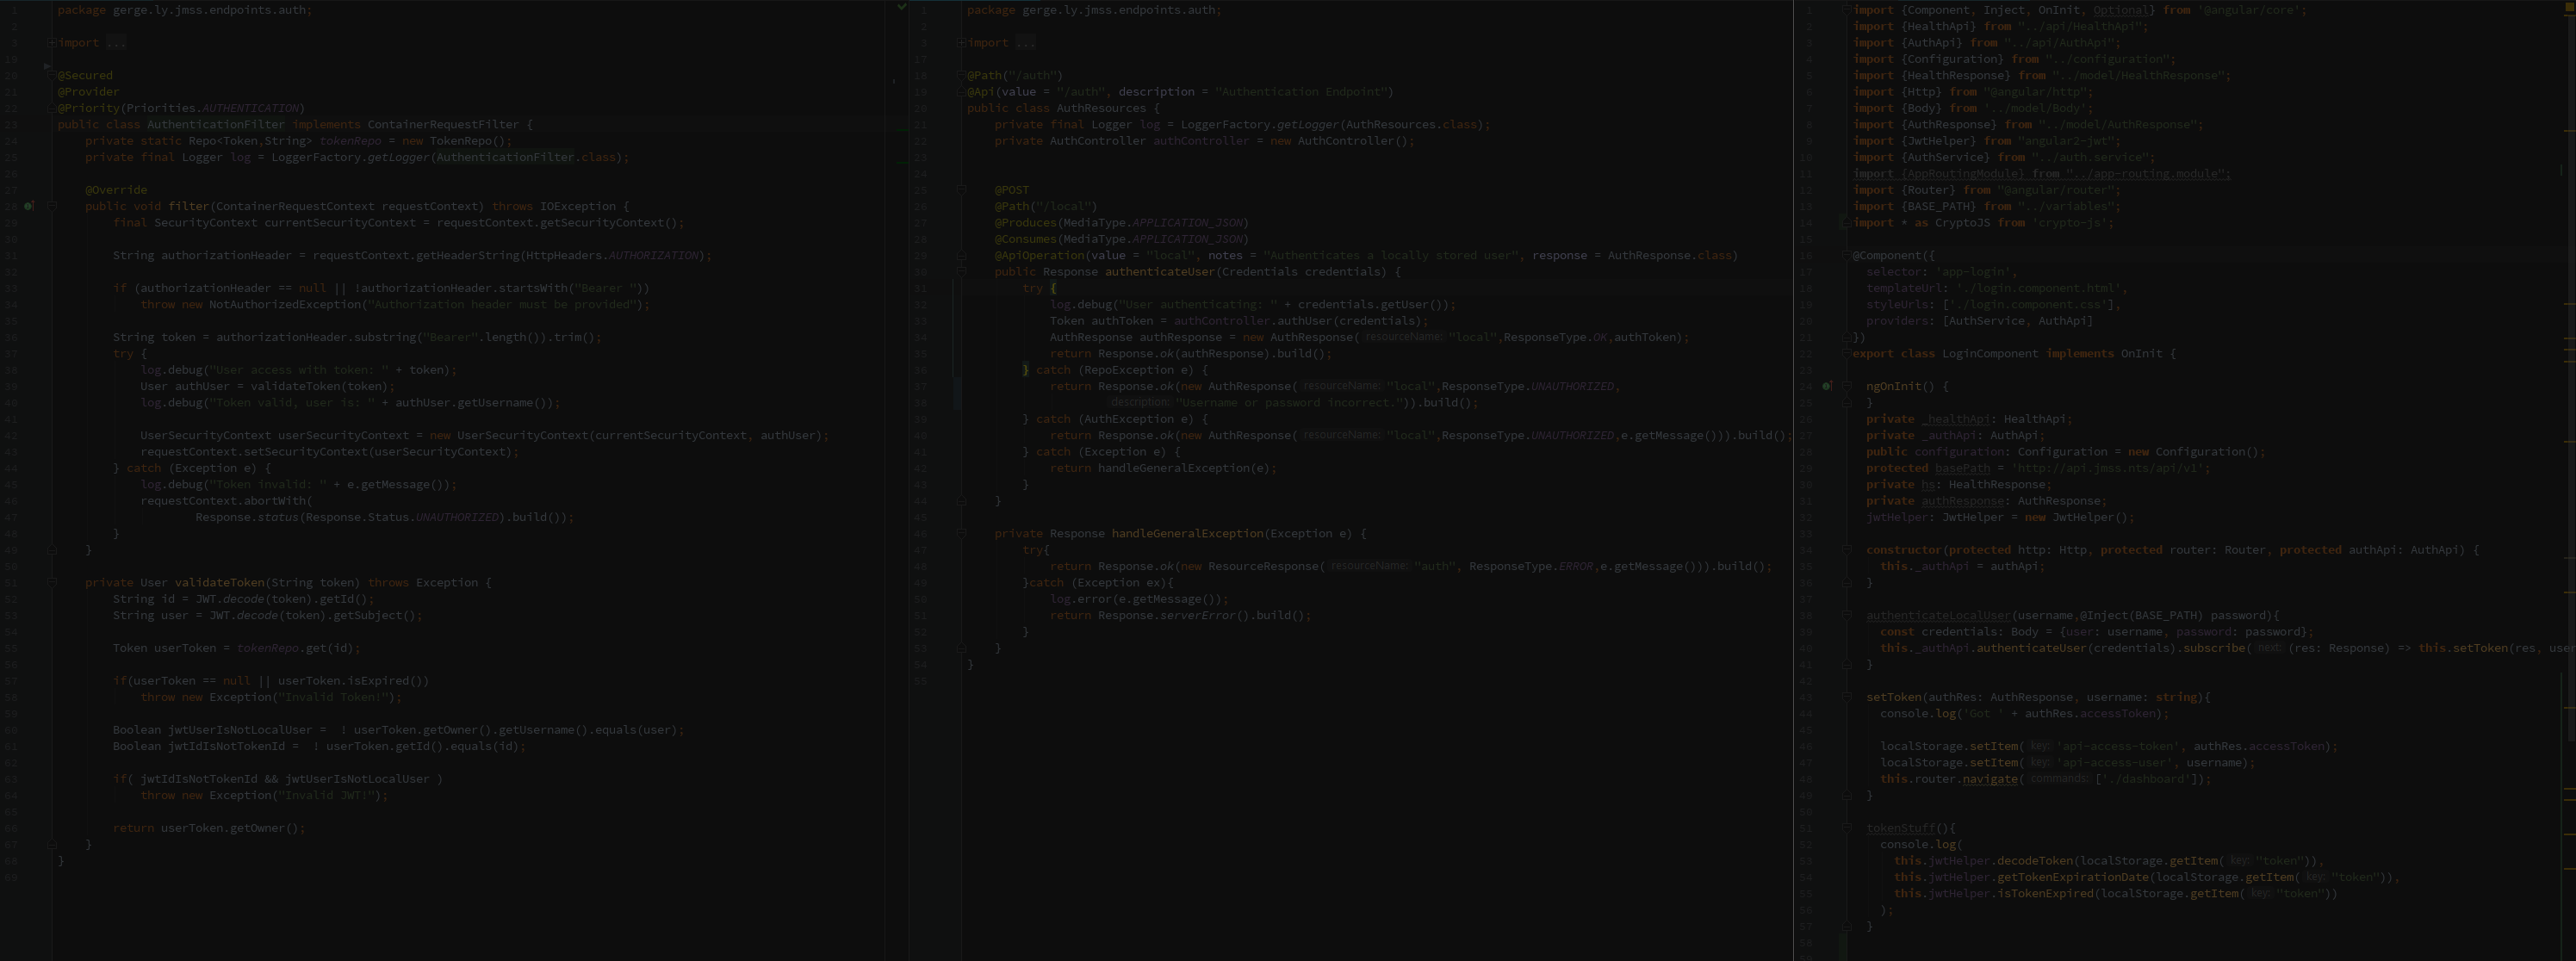 package gerge.ly.jmss.endpoints.auth;
import ...
@Secured
@Provider
@Priority(Priorities.AUTHENTICATION)
public class AuthenticationFilter implements ContainerRequestFilter {
private static Repo<Token,String> tokenRepo = new TokenRepo();
private final Logger log = LoggerFactory.getLogger(AuthenticationFilter.class);
@Override
public void filter(ContainerRequestContext requestContext) throws IOException {
final SecurityContext currentSecurityContext = requestContext.getSecurityContext();
String authorizationHeader = requestContext.getHeaderString(HttpHeaders.AUTHORIZATION);
if (authorizationHeader == null || !authorizationHeader.startsWith("Bearer "))
throw new NotAuthorizedException("Authorization header must be provided");
String token = authorizationHeader.substring("Bearer".length()).trim();
try {
log.debug("User access with token: " + token);
User authUser = validateToken(token);
log.debug("Token valid, user is: " + authUser.getUsername());
UserSecurityContext userSecurityContext = new UserSecurityContext(currentSecurityContext, authUser);
requestContext.setSecurityContext(userSecurityContext);
} catch (Exception e) {
log.debug("Token invalid: " + e.getMessage());
requestContext.abortWith(
Response.status(Response.Status.UNAUTHORIZED).build());
}
}
private User validateToken(String token) throws Exception {
String id = JWT.decode(token).getId();
String user = JWT.decode(token).getSubject();
Token userToken = tokenRepo.get(id);
if(userToken == null || userToken.isExpired())
throw new Exception("Invalid Token!");
Boolean jwtUserIsNotLocalUser =  ! userToken.getOwner().getUsername().equals(user);
Boolean jwtIdIsNotTokenId =  ! userToken.getId().equals(id);
if( jwtIdIsNotTokenId && jwtUserIsNotLocalUser )
throw new Exception("Invalid JWT!");
return userToken.getOwner();
}
}
package gerge.ly.jmss.endpoints.auth;
import ...
@Path("/auth")
@Api(value = "/auth", description = "Authentication Endpoint")
public class AuthResources {
private final Logger log = LoggerFactory.getLogger(AuthResources.class);
private AuthController authController = new AuthController();
@POST
@Path("/local")
@Produces(MediaType.APPLICATION_JSON)
@Consumes(MediaType.APPLICATION_JSON)
@ApiOperation(value = "local", notes = "Authenticates a locally stored user", response = AuthResponse.class)
public Response authenticateUser(Credentials credentials) {
try {
log.debug("User authenticating: " + credentials.getUser());
Token authToken = authController.authUser(credentials);
AuthResponse authResponse = new AuthResponse( resourceName: "local",ResponseType.OK,authToken);
return Response.ok(authResponse).build();
} catch (RepoException e) {
return Response.ok(new AuthResponse( resourceName: "local",ResponseType.UNAUTHORIZED,
description: "Username or password incorrect.")).build();
} catch (AuthException e) {
return Response.ok(new AuthResponse( resourceName: "local",ResponseType.UNAUTHORIZED,e.getMessage())).build();
} catch (Exception e) {
return handleGeneralException(e);
}
}
private Response handleGeneralException(Exception e) {
try{
return Response.ok(new ResourceResponse( resourceName: "auth", ResponseType.ERROR,e.getMessage())).build();
}catch (Exception ex){
log.error(e.getMessage());
return Response.serverError().build();
}
}
}
import {Component, Inject, OnInit, Optional} from '@angular/core';
import {HealthApi} from "../api/HealthApi";
import {AuthApi} from "../api/AuthApi";
import {Configuration} from "../configuration";
import {HealthResponse} from "../model/HealthResponse";
import {Http} from "@angular/http";
import {Body} from '../model/Body';
import {AuthResponse} from "../model/AuthResponse";
import {JwtHelper} from "angular2-jwt";
import {AuthService} from "../auth.service";
import {AppRoutingModule} from "../app-routing.module";
import {Router} from "@angular/router";
import {BASE_PATH} from "../variables";
import * as CryptoJS from 'crypto-js';
@Component({
selector: 'app-login',
templateUrl: './login.component.html',
styleUrls: ['./login.component.css'],
providers: [AuthService, AuthApi]
})
export class LoginComponent implements OnInit {
ngOnInit() {
}
private _healthApi: HealthApi;
private _authApi: AuthApi;
public configuration: Configuration = new Configuration();
protected basePath = 'http://api.jmss.nts/api/v1';
private hs: HealthResponse;
private authResponse: AuthResponse;
jwtHelper: JwtHelper = new JwtHelper();
constructor(protected http: Http, protected router: Router, protected authApi: AuthApi) {
this._authApi = authApi;
}
authenticateLocalUser(username,@Inject(BASE_PATH) password){
const credentials: Body = {user: username, password: password};
this._authApi.authenticateUser(credentials).subscribe( next: (res: Response) => this.setToken(res, user
}
setToken(authRes: AuthResponse, username: string){
console.log('Got ' + authRes.accessToken);
localStorage.setItem( key: 'api-access-token', authRes.accessToken);
localStorage.setItem( key: 'api-access-user', username);
this.router.navigate( commands: ['./dashboard']);
}
tokenStuff(){
console.log(
this.jwtHelper.decodeToken(localStorage.getItem( key: "token")),
this.jwtHelper.getTokenExpirationDate(localStorage.getItem( key: "token")),
this.jwtHelper.isTokenExpired(localStorage.getItem( key: "token"))
);
}